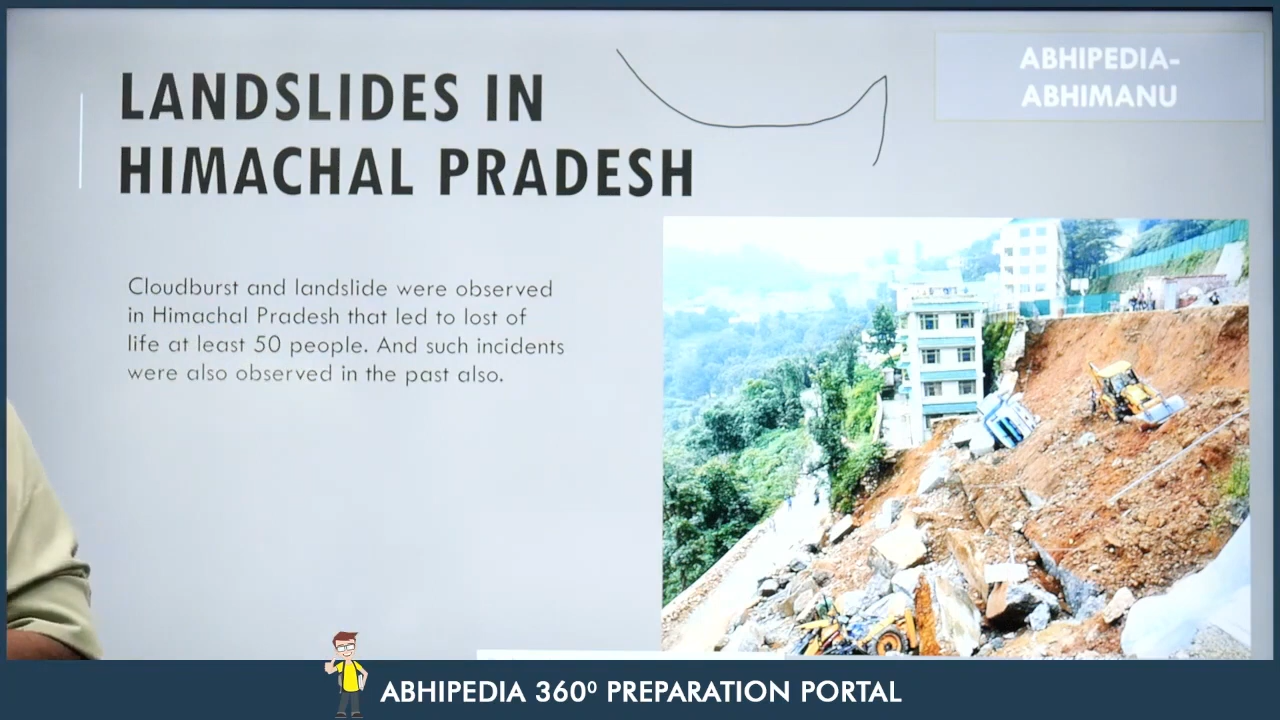 LANDSLIDES IN
HIMACHAL PRADESH
ABHIPEDIA-
ABHIMANU
Cloudburst and landslide were observed
in Himachal Pradesh that led to lost of
life at least 50 people. And such incidents
were also observed in the past also.
ABHIPEDIA 360⁰ PREPARATION PORTAL